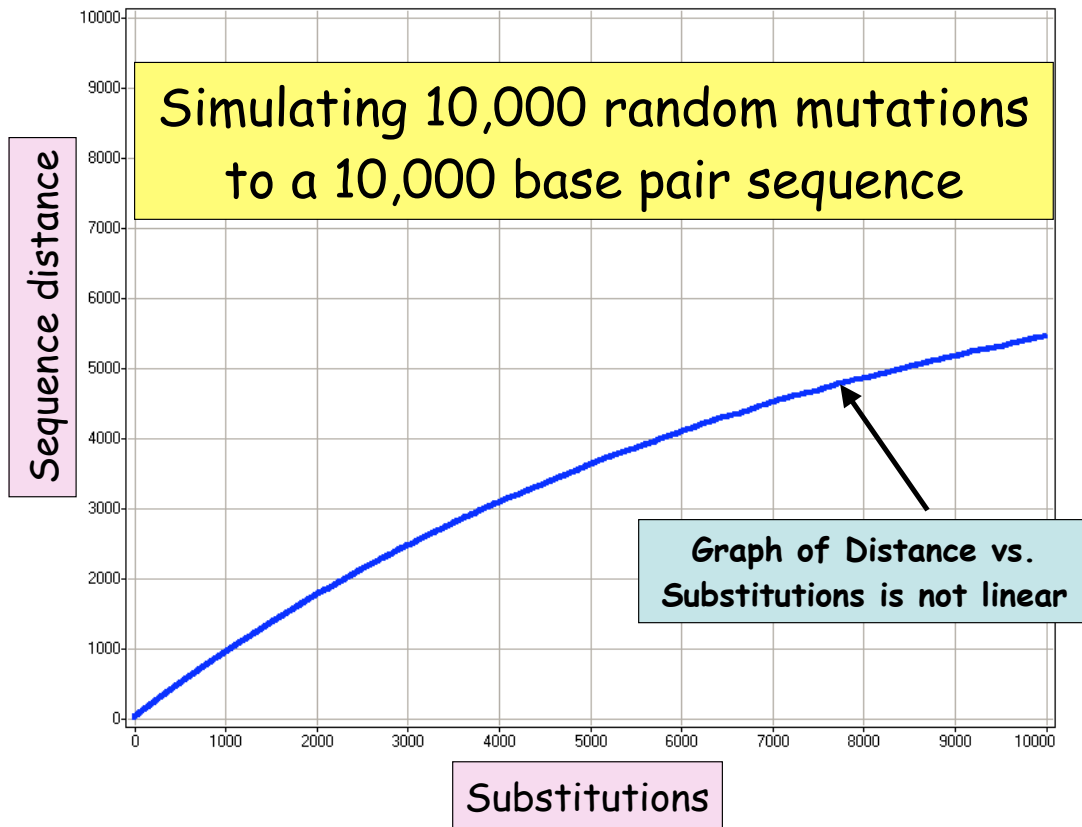 10000
9000
8000
7000
6000
5000
4000
3000
2000
1000
0
Sequence distance
Simulating 10,000 random mutations
to a 10,000 base pair sequence
Graph of Distance vs.
Substitutions is not linear
0 1000 2000 3000 4000 5000 6000 7000 8000 9000 10000
Substitutions